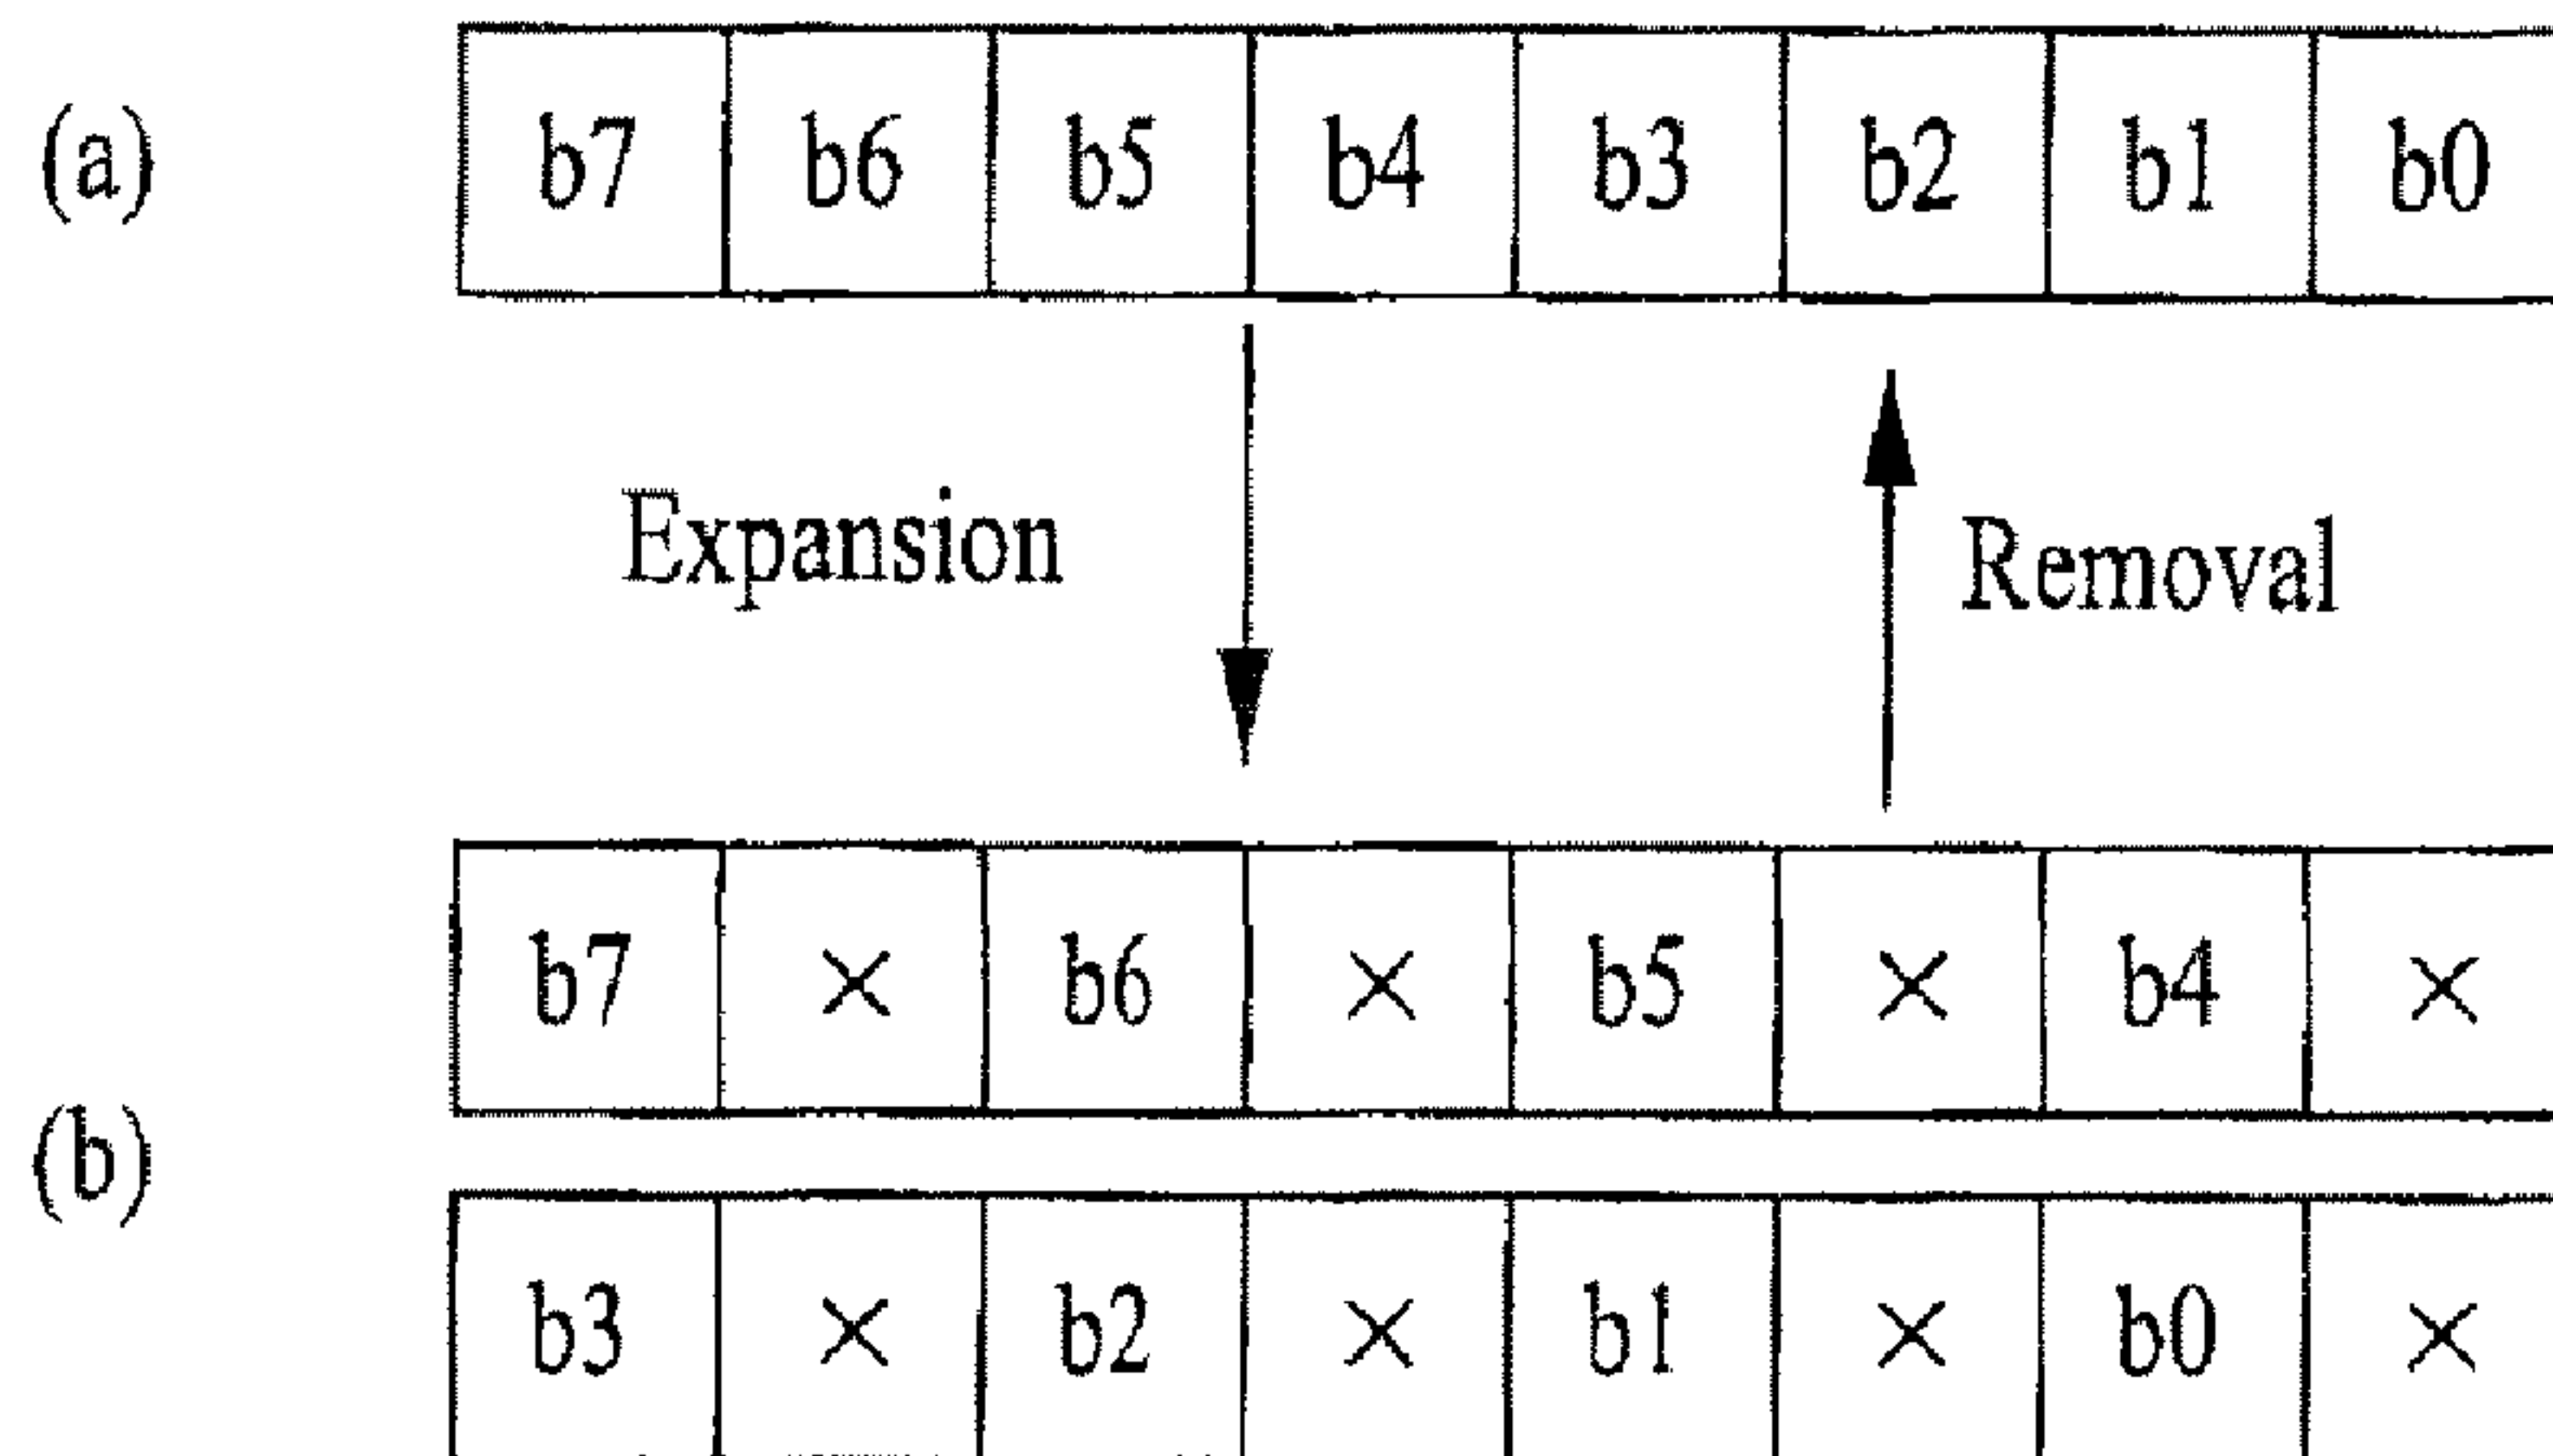 (a) b7 b6 b5 b4 b3 b2 b1 b0
Expansion Removal
b7 × b6 × b5 × b4 ×
(b)
b3 × b2 × b1 × b0 ×